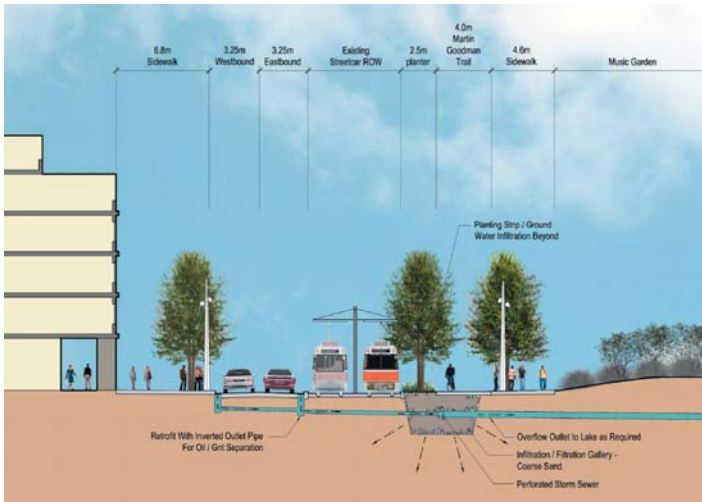 6.8m
Sidewalk
3.25m
Westbound
3.25m
Eastbound
Existing
Streetcar ROW
2.5m
planter
4.0m
Martin
Goodman
Trail
4.6m
Sidewalk
Music Garden
Planting Strip / Ground
Water Infiltration Beyond
Retrofit With Inverted Outlet Pipe
For Oil / Grit Separation
Overflow Outlet to Lake as Required
Infiltration / Filtration Gallery -
Coarse Sand
Perforated Storm Sewer